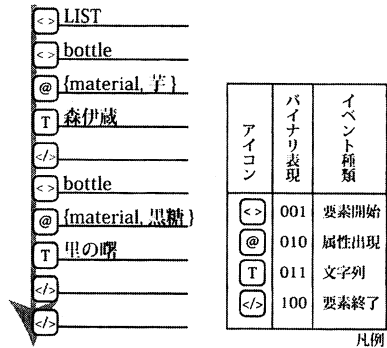 <> LIST
<> bottle
@ {material, 芋}
T 森伊蔵
</>
<> bottle
@ {material, 黒糖}
T 里の曙
</>
</>
アイコン バイナリ表現 イベント種類
<> 001 要素開始
@ 010 属性出現
T 011 文字列
</> 100 要素終了
凡例